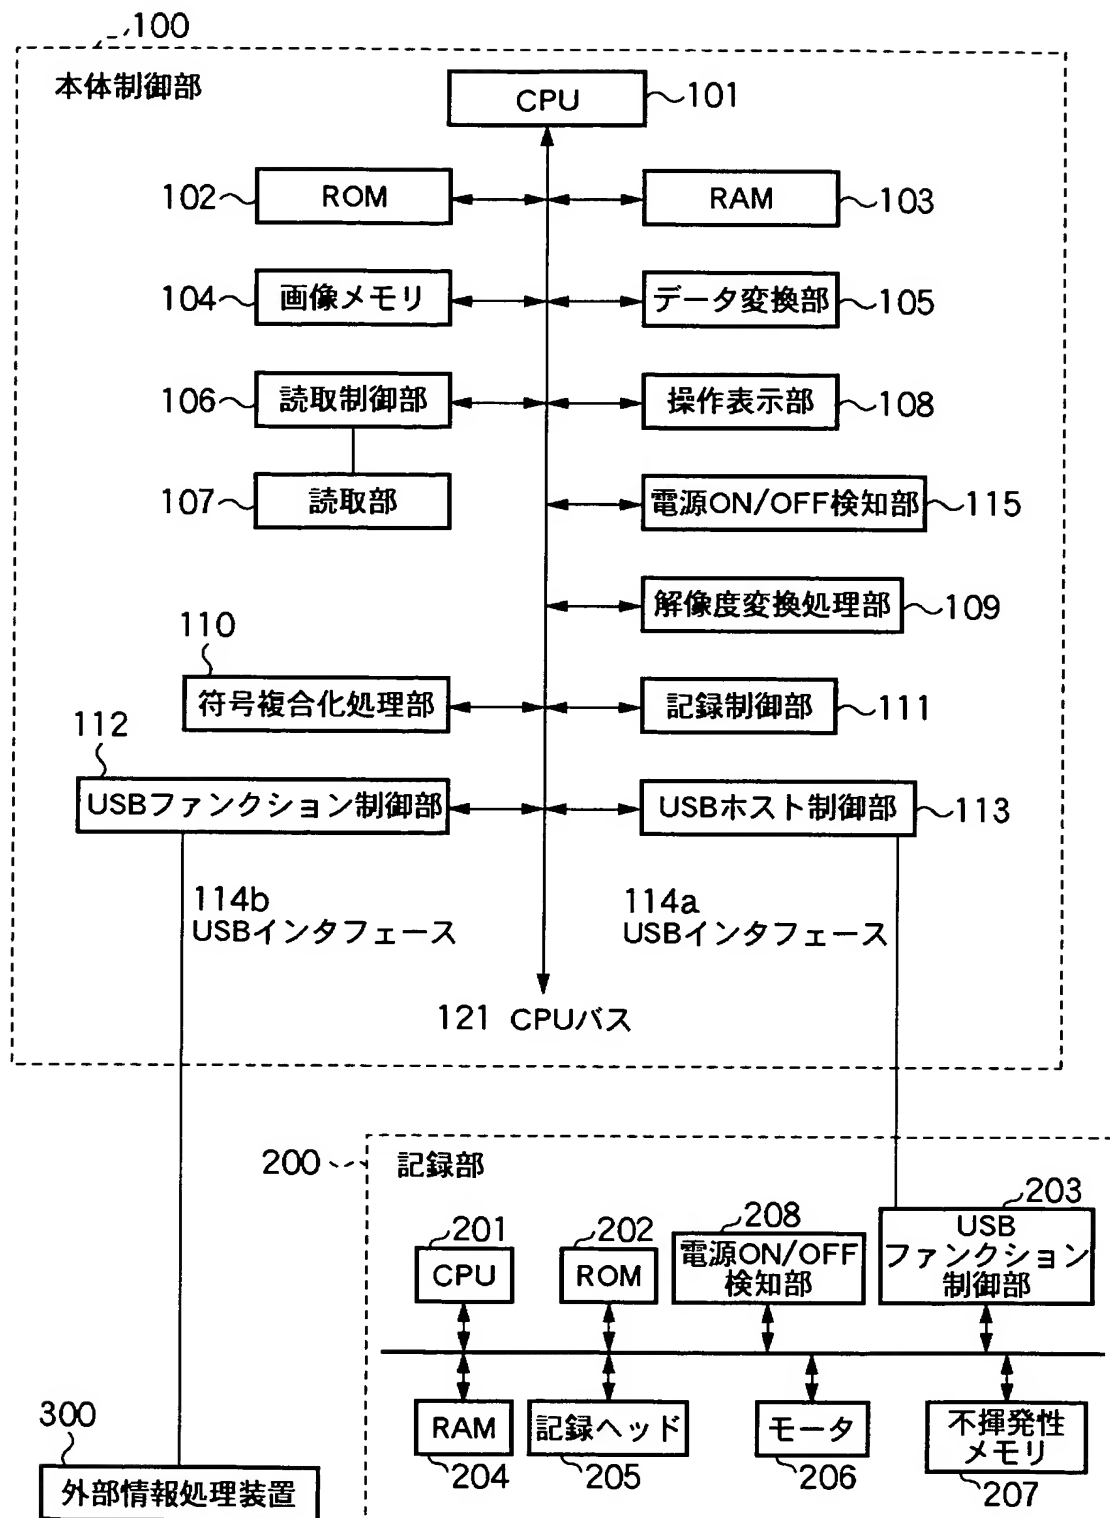 100
本体制御部
CPU
101
102
ROM
RAM
103
104
画像メモリ
データ変換部
105
106
読取制御部
操作表示部
108
107
読取部
電源ON/OFF検知部
115
解像度変換処理部
109
110
符号複合化処理部
記録制御部
111
112
USBファンクション制御部
USBホスト制御部
113
114b
USBインタフェース
114a
USBインタフェース
121 CPUバス
200
記録部
201
CPU
202
ROM
208
電源ON/OFF
検知部
203
USB
ファンクション
制御部
RAM
204
記録ヘッド
205
モータ
206
不揮発性
メモリ
207
300
外部情報処理装置